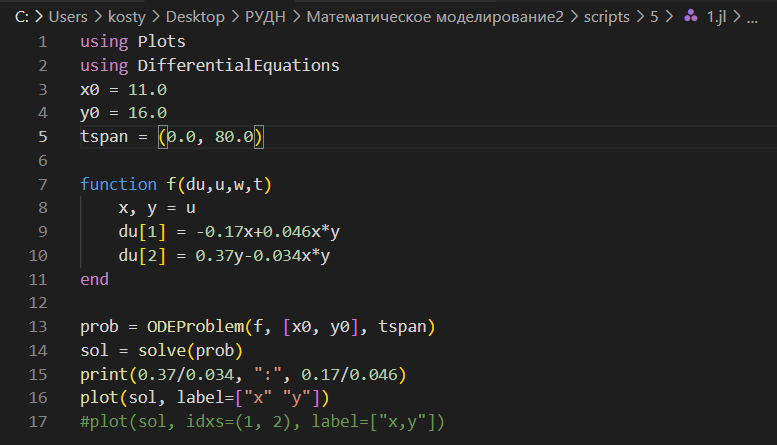 C: > Users > kosty > Desktop > РУДН > Математическое моделирование2 > scripts > 5 > 1.jl > ...
1 using Plots
2 using DifferentialEquations
3 x0 = 11.0
4 y0 = 16.0
5 tspan = (0.0, 80.0)
6
7 function f(du,u,w,t)
8     x, y = u
9     du[1] = -0.17x+0.046x*y
10     du[2] = 0.37y-0.034x*y
11 end
12
13 prob = ODEProblem(f, [x0, y0], tspan)
14 sol = solve(prob)
15 print(0.37/0.034, ":", 0.17/0.046)
16 plot(sol, label=["x" "y"])
17 #plot(sol, idxs=(1, 2), label=["x,y"])